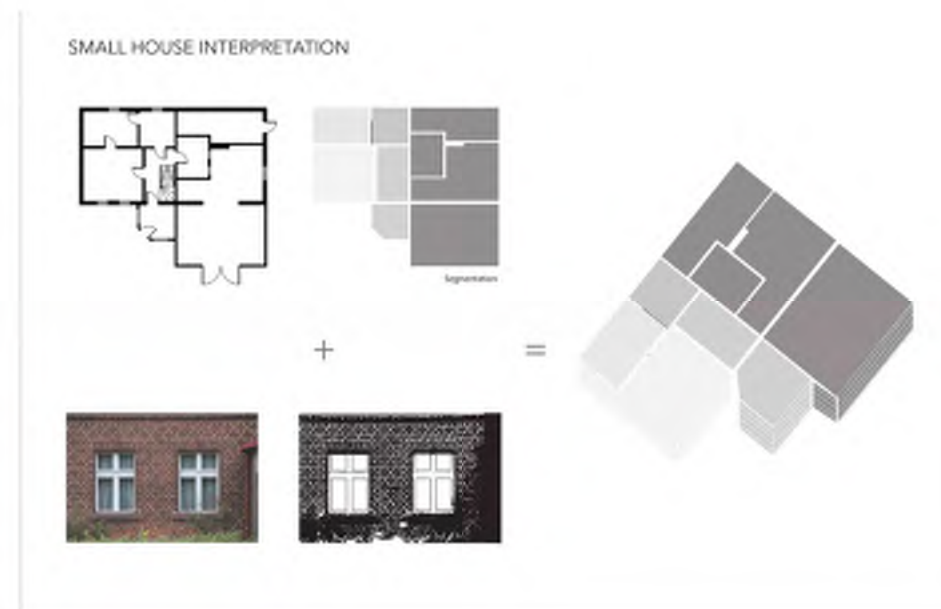 SMALL HOUSE INTERPRETATION
Segmentation
+
=